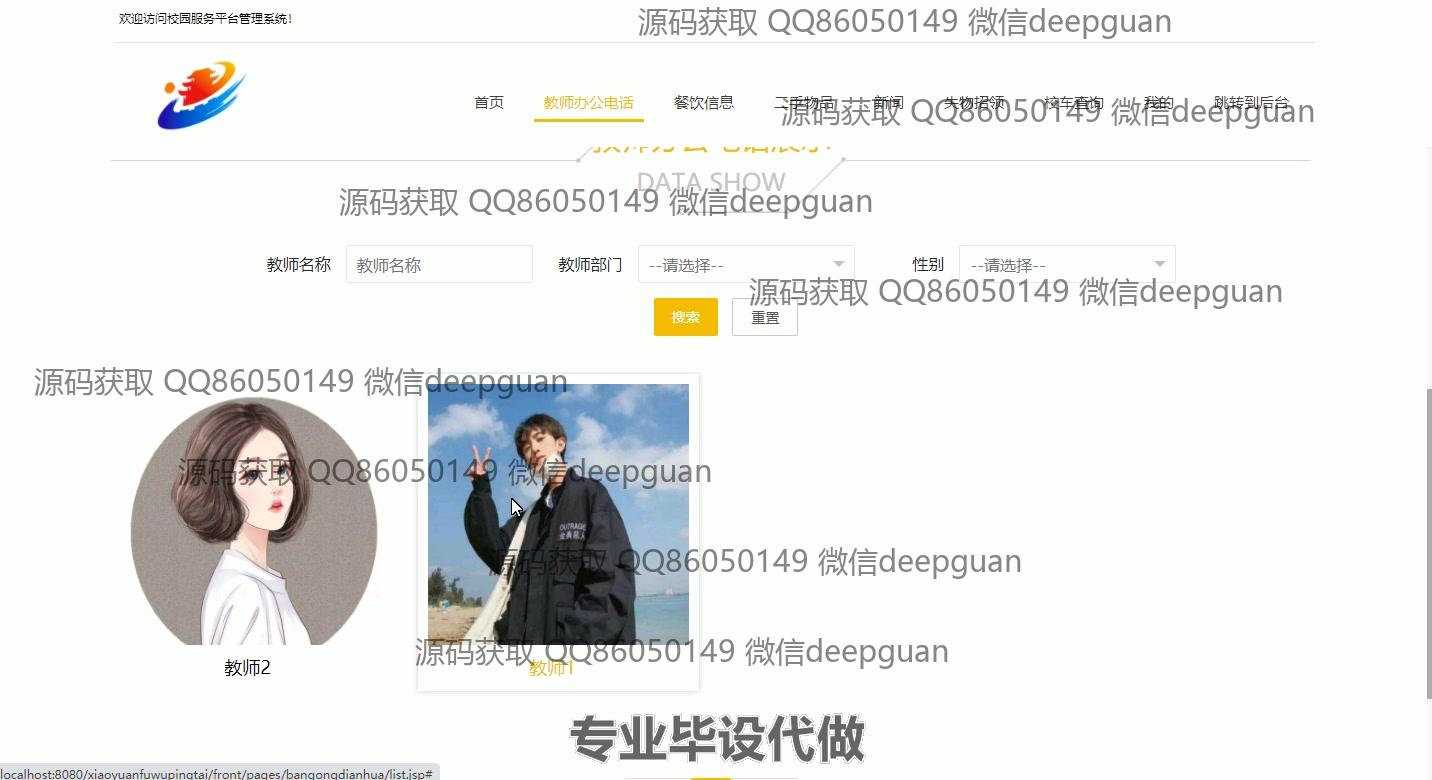 欢迎访问校园服务平台管理系统！
源码获取 QQ86050149 微信deepguan
首页 教师办公电话 餐饮信息 二手物品 新闻 失物招领 校车查询 我的 跳转到后台
源码获取 QQ86050149 微信deepguan
教师办公电话展示
DATA SHOW
源码获取 QQ86050149 微信deepguan
教师名称 教师名称 教师部门 --请选择-- 性别 --请选择--
源码获取 QQ86050149 微信deepguan
搜索 重置
源码获取 QQ86050149 微信deepguan
源码获取 QQ86050149 微信deepguan
OUTRAGE
源码获取 QQ86050149 微信deepguan
源码获取 QQ86050149 微信deepguan
教师2 教师1
专业毕设代做
localhost:8080/xiaoyuanfuwupingtai/front/pages/bangongdianhua/list.jsp#